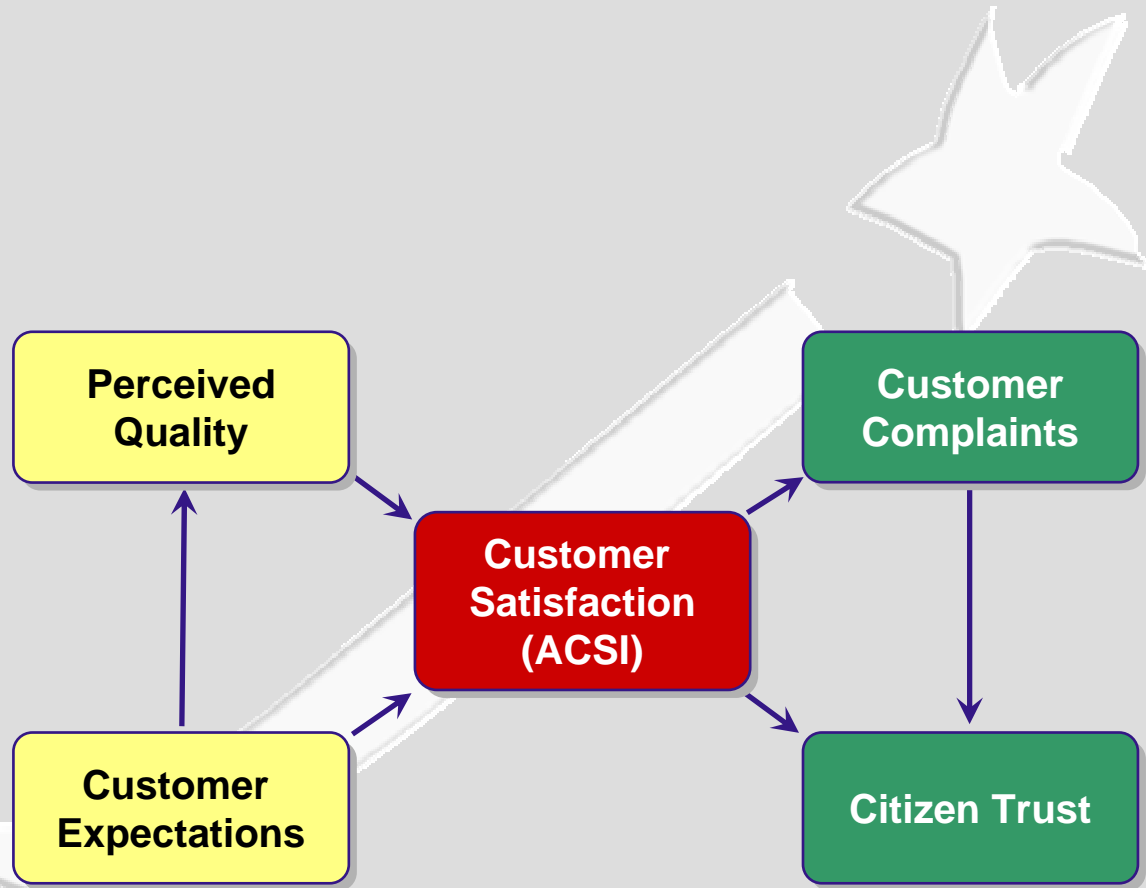 Perceived
Quality
Customer
Complaints
Customer
Satisfaction
(ACSI)
Customer
Expectations
Citizen Trust